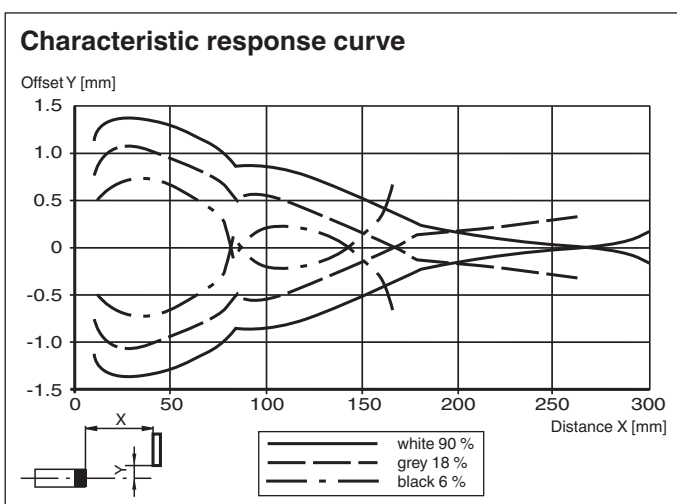 Characteristic response curve
Offset Y [mm]
1.5
1.0
0.5
0
-0.5
-1.0
-1.5
0 50 100 150 200 250 300
Distance X [mm]
X
Y
white 90 %
grey 18 %
black 6 %